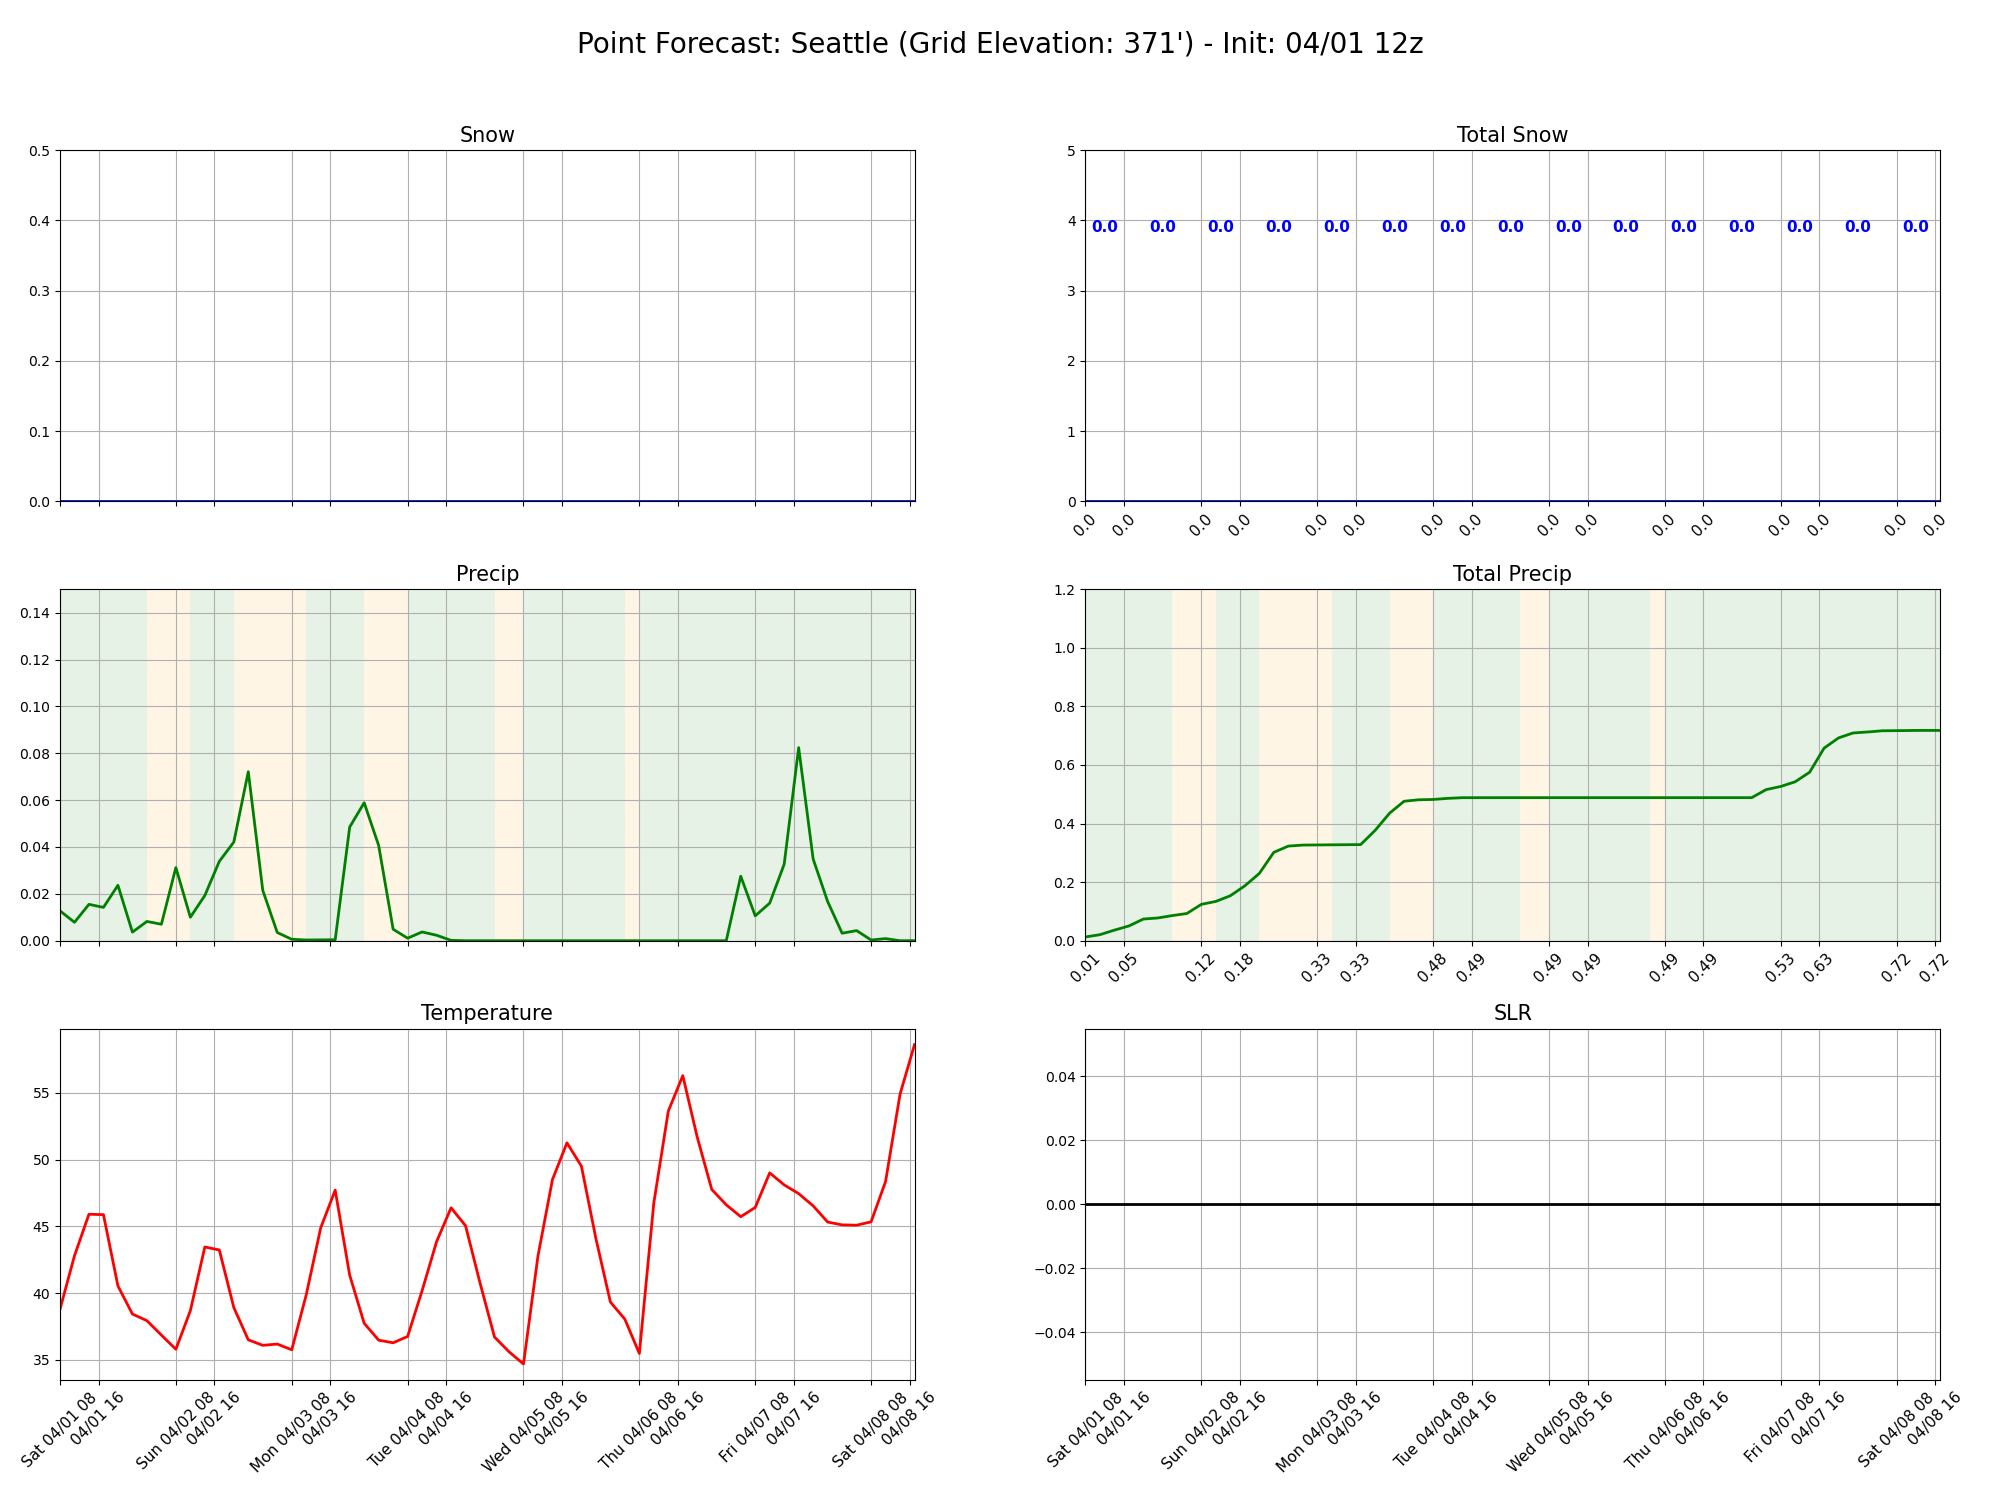 Point Forecast: Seattle (Grid Elevation: 371') - Init: 04/01 12z
Snow
0.5
0.4
0.3
0.2
0.1
0.0
Total Snow
5
4
3
2
1
0
0.0 0.0 0.0 0.0 0.0 0.0 0.0 0.0 0.0 0.0 0.0 0.0 0.0 0.0 0.0
0.0 0.0 0.0 0.0 0.0 0.0 0.0 0.0 0.0 0.0 0.0 0.0 0.0 0.0 0.0 0.0
Precip
0.14
0.12
0.10
0.08
0.06
0.04
0.02
0.00
Total Precip
1.2
1.0
0.8
0.6
0.4
0.2
0.0
0.01 0.05 0.12 0.18 0.33 0.33 0.48 0.49 0.49 0.49 0.49 0.49 0.53 0.63 0.72 0.72
Temperature
55
50
45
40
35
Sat 04/01 08
04/01 16
Sun 04/02 08
04/02 16
Mon 04/03 08
04/03 16
Tue 04/04 08
04/04 16
Wed 04/05 08
04/05 16
Thu 04/06 08
04/06 16
Fri 04/07 08
04/07 16
Sat 04/08 08
04/08 16
SLR
0.04
0.02
0.00
−0.02
−0.04
Sat 04/01 08
04/01 16
Sun 04/02 08
04/02 16
Mon 04/03 08
04/03 16
Tue 04/04 08
04/04 16
Wed 04/05 08
04/05 16
Thu 04/06 08
04/06 16
Fri 04/07 08
04/07 16
Sat 04/08 08
04/08 16